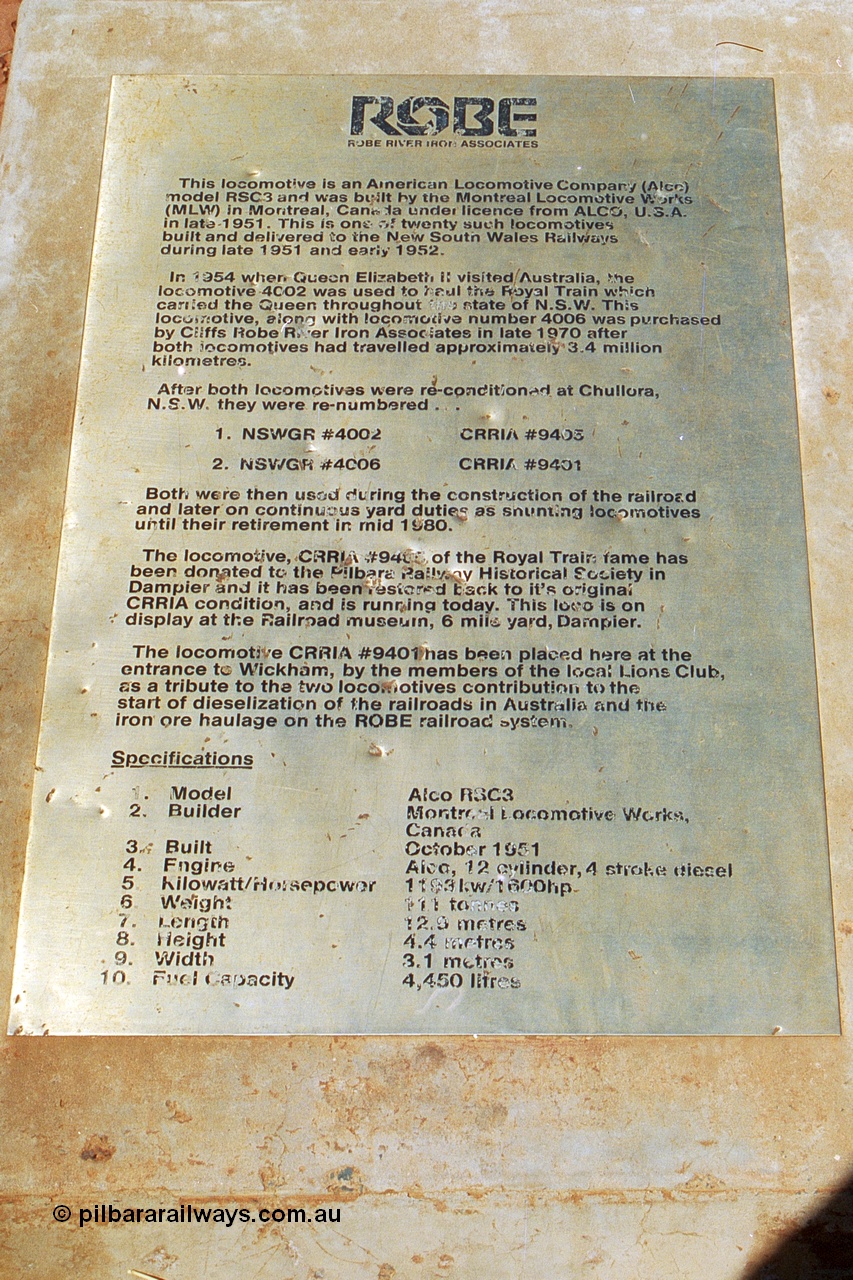 ROBE
ROBE RIVER IRON ASSOCIATES
This locomotive is an American Locomotive Company (Alco)
model RSC3 and was built by the Montreal Locomotive Works
(MLW) in Montreal, Canada under licence from ALCO, U.S.A.
in late 1951. This is one of twenty such locomotives
built and delivered to the New South Wales Railways
during late 1951 and early 1952.
In 1954 when Queen Elizabeth II visited Australia, the
locomotive 4002 was used to haul the Royal Train which
carried the Queen throughout the state of N.S.W. This
locomotive, along with locomotive number 4006 was purchased
by Cliffs Robe River Iron Associates in late 1970 after
both locomotives had travelled approximately 3.4 million
kilometres.
After both locomotives were re-conditioned at Chullora,
N.S.W. they were re-numbered . . .
1. NSWGR #4002 CRRIA
2. NSWGR #4006 CRRIA #9401
Both were then used during the construction of the railroad
and later on continuous yard duties as shunting locomotives
until their retirement in mid 1980.
The locomotive, CRRIA of the Royal Train fame has
been donated to the Pilbara Railway Historical Society in
Dampier and it has been restored back to it's original
CRRIA condition, and is running today. This loco is on
display at the Railroad museum, 6 mile yard, Dampier.
The locomotive CRRIA #9401 has been placed here at the
entrance to Wickham, by the members of the local Lions Club,
as a tribute to the two locomotives contribution to the
start of dieselization of the railroads in Australia and the
iron ore haulage on the ROBE railroad system.
Specifications
1. Model Alco RSC3
2. Builder Montreal Locomotive Works,
Canada
3. Built October 1951
4. Engine Alco, 12 cylinder, 4 stroke diesel
5. Kilowatt/Horsepower 1193kw/1600hp
6. Weight 111 tonnes
7. Length 12.9 metres
8. Height 4.4 metres
9. Width 3.1 metres
10. Fuel Capacity 4,450 litres
© pilbararailways.com.au